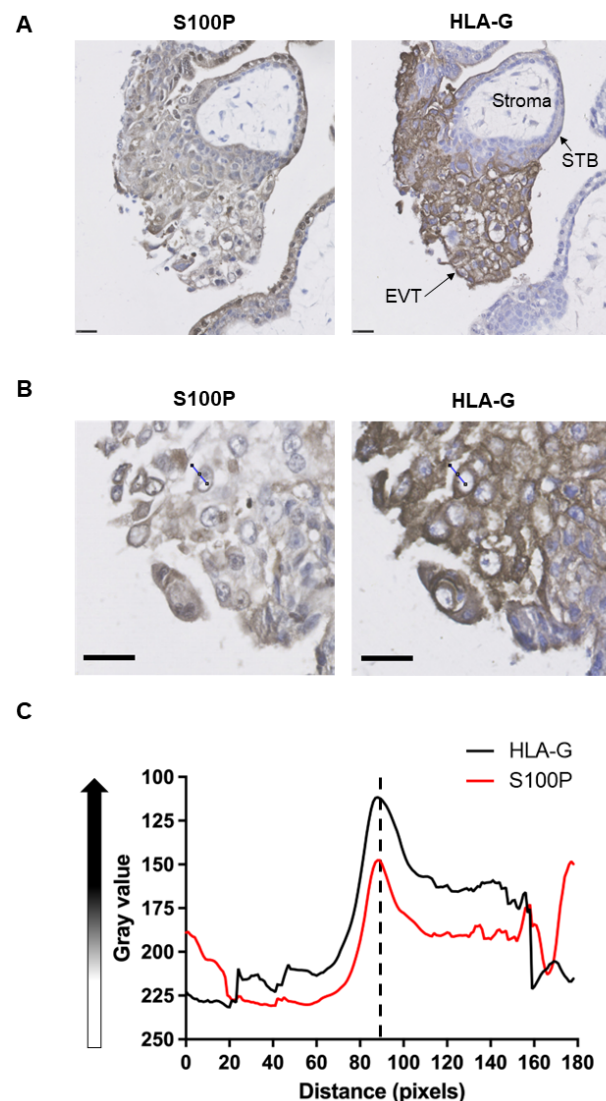 A
S100P
HLA-G
Stroma
STB
EVT
B
S100P
HLA-G
C
HLA-G
S100P
100
125
150
175
200
225
250
Gray value
0 20 40 60 80 100 120 140 160 180
Distance (pixels)